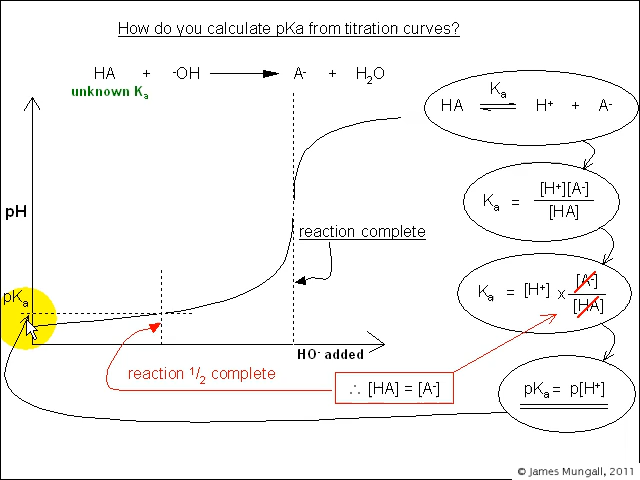 How do you calculate pKa from titration curves?
HA + -OH A- + H2O
unknown Ka
Ka
HA H+ + A-
Ka = [H+][A-]
[HA]
pH
reaction complete
pKa
Ka = [H+] x [A-]
[HA]
HO- added
reaction 1/2 complete
∴ [HA] = [A-]
pKa = p[H+]
© James Mungall, 2011